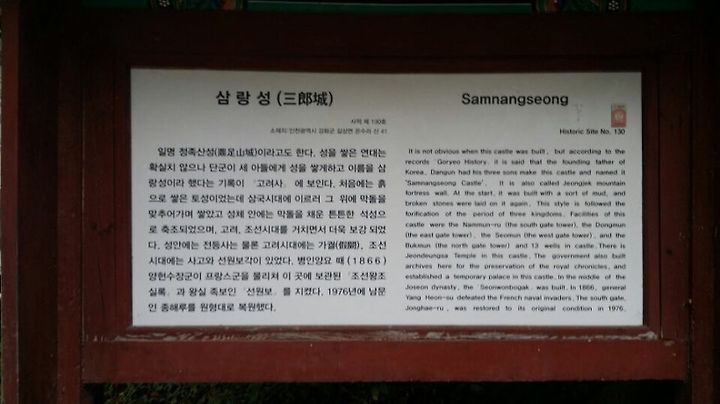 삼랑성 (三郎城)
사적 제 130호
소재지: 인천광역시 강화군 길상면 온수리 산 41
일명 정족산성(鼎足山城)이라고도 한다. 성을 쌓은 연대는
확실치 않으나 단군이 세 아들에게 성을 쌓게하고 이름을 삼
랑성이라 했다는 기록이 『고려사』에 보인다. 처음에는 흙
으로 쌓은 토성이었는데 삼국시대에 이르러 그 위에 막돌을
맞추어가며 쌓았고 성체 안에는 막돌을 채운 튼튼한 석성으
로 축조되었으며, 고려, 조선시대를 거치면서 더욱 보강 되었
다. 성안에는 전등사는 물론 고려시대에는 가궐(假闕), 조선
시대에는 사고와 선원보각이 있었다. 병인양요 때 (1866)
양헌수장군이 프랑스군을 물리쳐 이 곳에 보관된 『조선왕조
실록』과 왕실 족보인 『선원보』를 지켰다. 1976년에 남문
인 종해루를 원형대로 복원했다.
Samnangseong
Historic Site No. 130
It is not obvious when this castle was built, but according to the
records 'Goryeo History, it is said that the founding father of
Korea, Dangun had his three sons make this castle and named it
'Samnangseong Castle'. It is also called Jeongjek mountain
fortress wall. At the start, it was built with a sort of mud, and
broken stones were laid on it again. This style followed the
forification of the period of three kingdoms. Facilities of this
castle were the Nammun-ru (the south gate tower), the Dongmun
(the east gate tower), the Seomun (the west gate tower), and the
Bukmun (the north gate tower) and 13 wells in castle. There is
Jeondeungsa Temple in this castle. The government also built
archives here for the preservation of the royal chronicles, and
established a temporary palace in this castle. In the middle of the
Joseon dynasty, the Seonwonbogak was built. In 1866, general
Yang Heon-su defeated the French naval invaders. The south gate,
Jonghae-ru, was restored to its original condition in 1976.